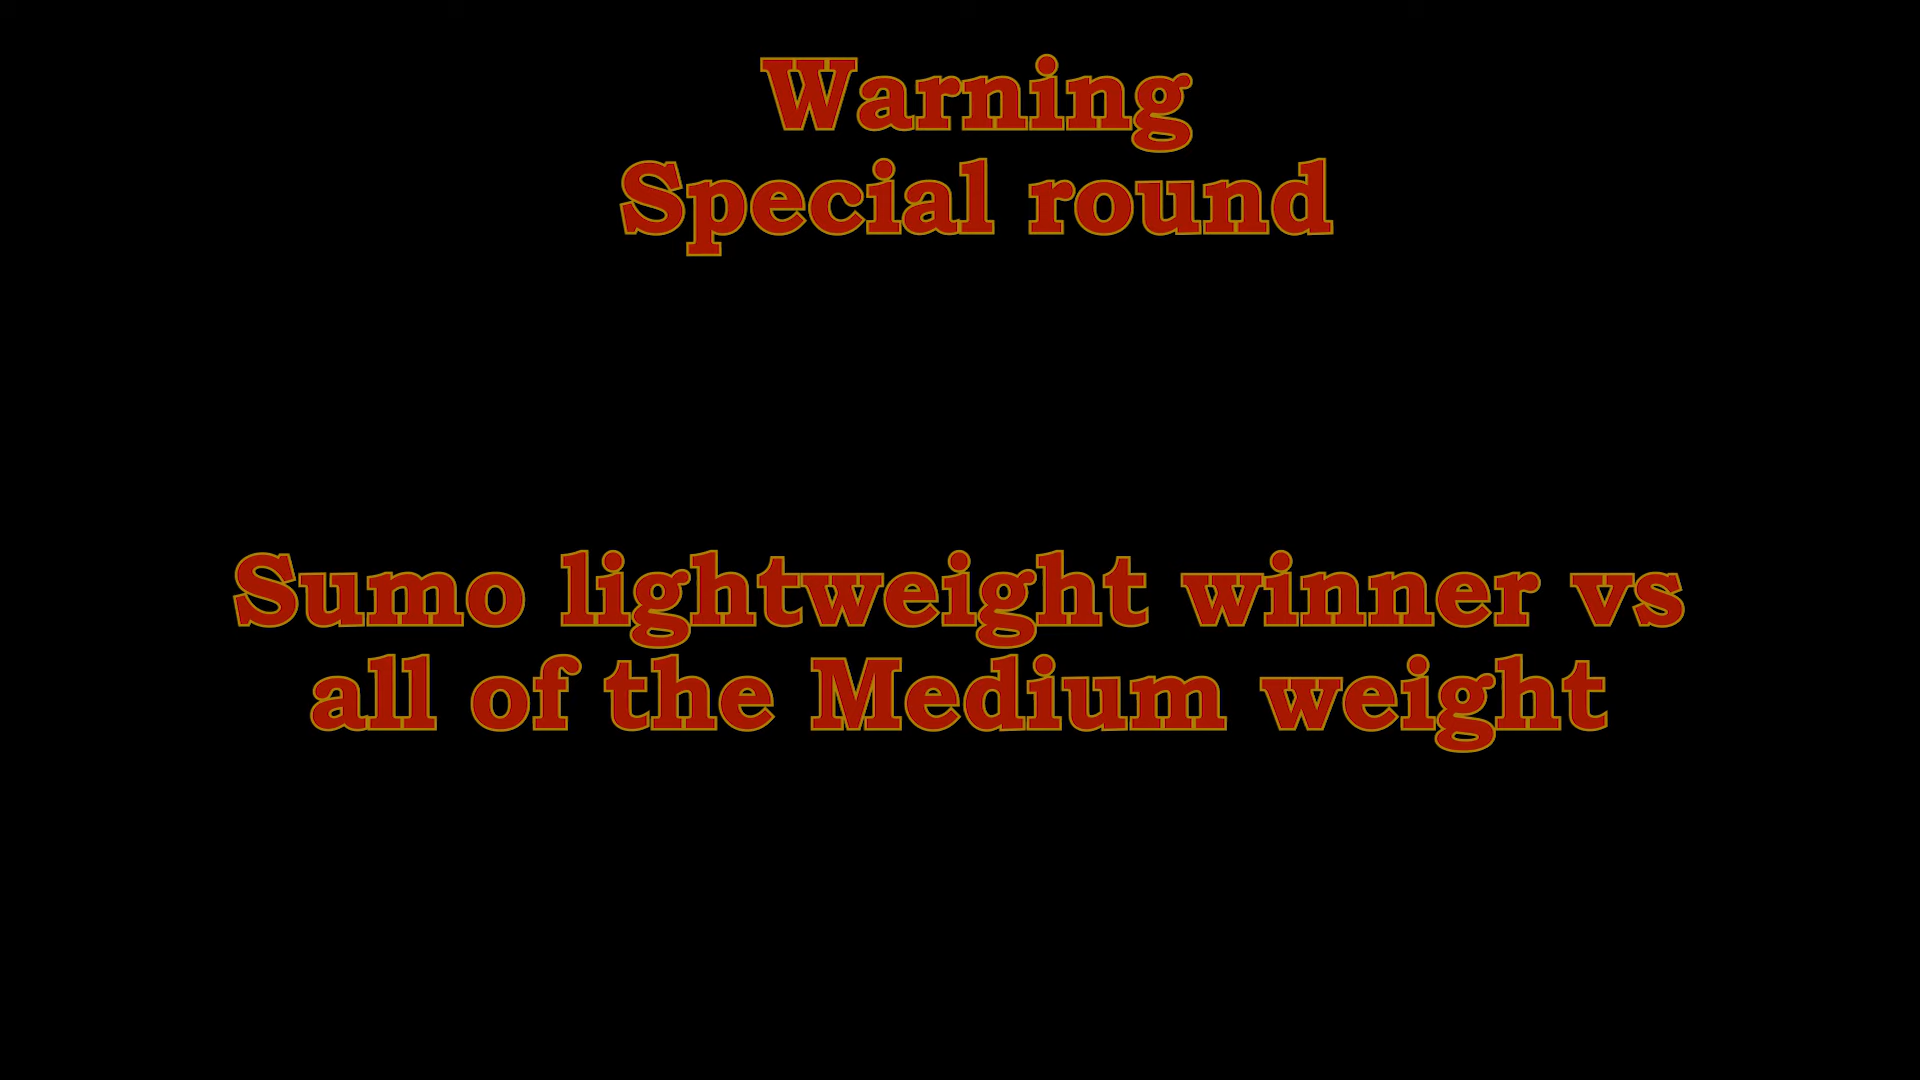 Warning
Special round
Sumo lightweight winner vs
all of the Medium weight